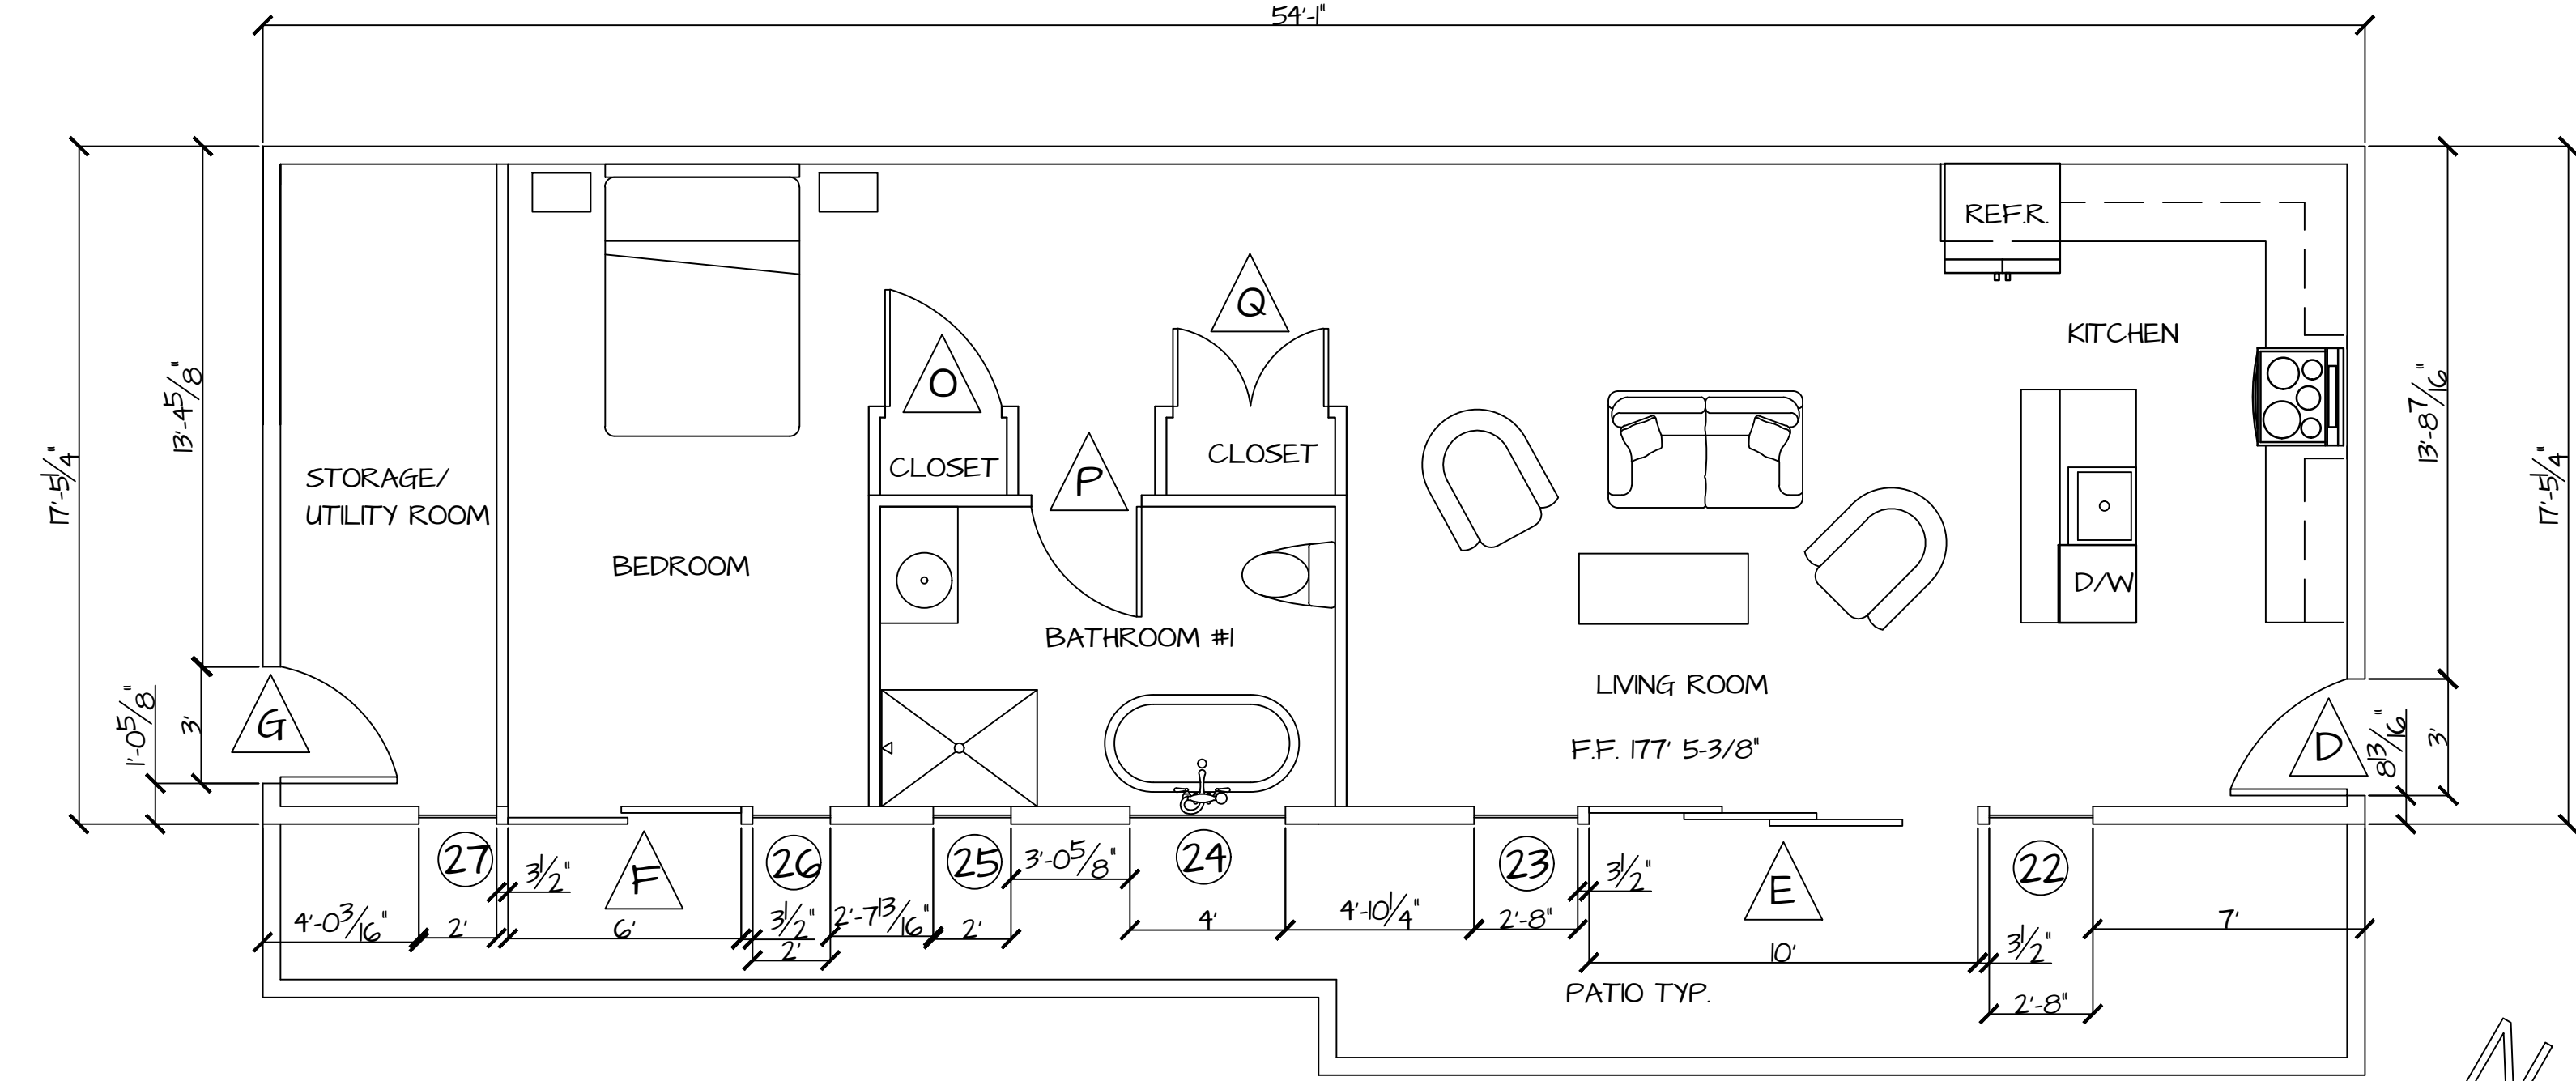 54'-1"
REF.R.
Q
KITCHEN
O
13'-4 5/8"
13'-8 7/16"
CLOSET
CLOSET
P
17'-5 1/4"
17'-5 1/4"
STORAGE/
UTILITY ROOM
BEDROOM
D/W
BATHROOM #1
LIVING ROOM
G
1'-0 5/8"
3'
F.F. 177' 5-3/8"
D
8 13/16"
3'
27
3 1/2"
F
26
25
3'-0 5/8"
24
23
3 1/2"
E
22
4'-0 3/16"
2'
6'
3 1/2"
2'
2'-7 13/16"
2'
4'
4'-10 1/4"
2'-8"
10'
3 1/2"
7'
PATIO TYP.
2'-8"
N